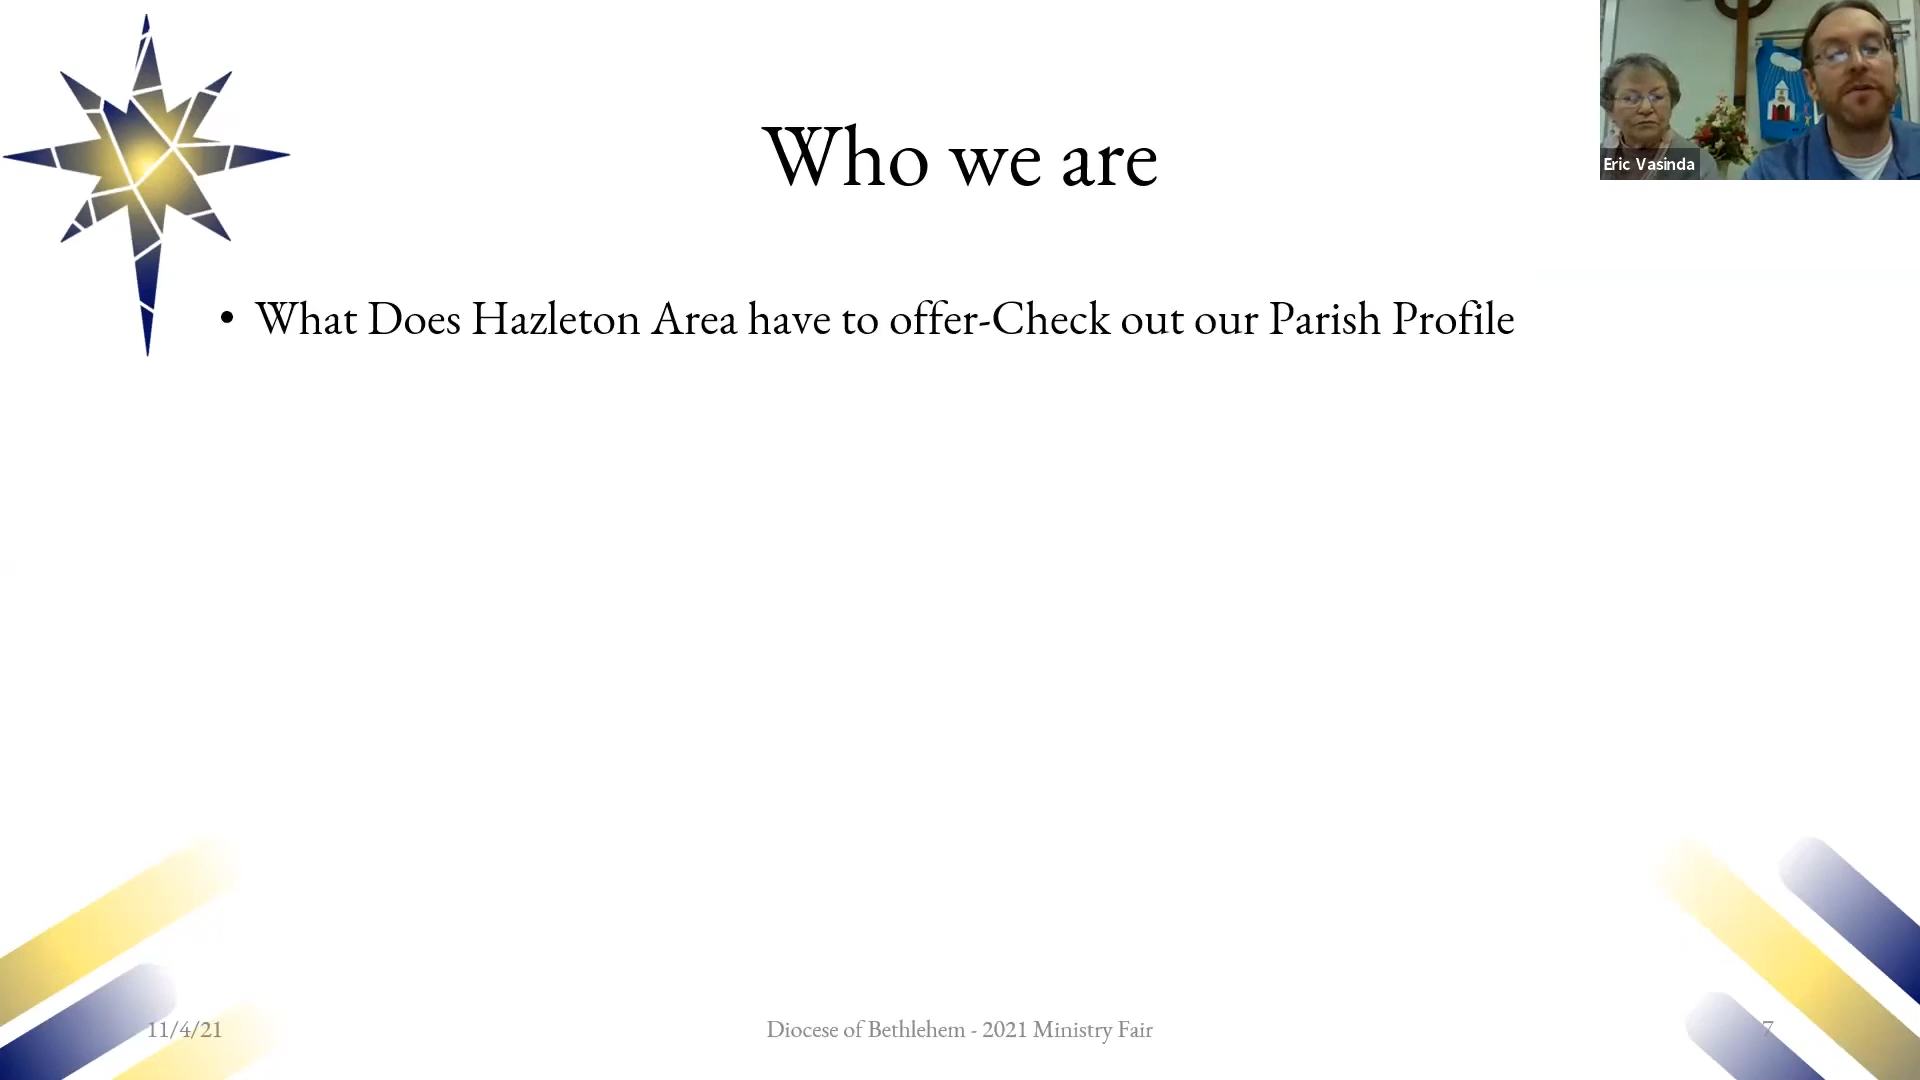 Who we are
Eric Vasinda
• What Does Hazleton Area have to offer-Check out our Parish Profile
11/4/21
Diocese of Bethlehem - 2021 Ministry Fair
7